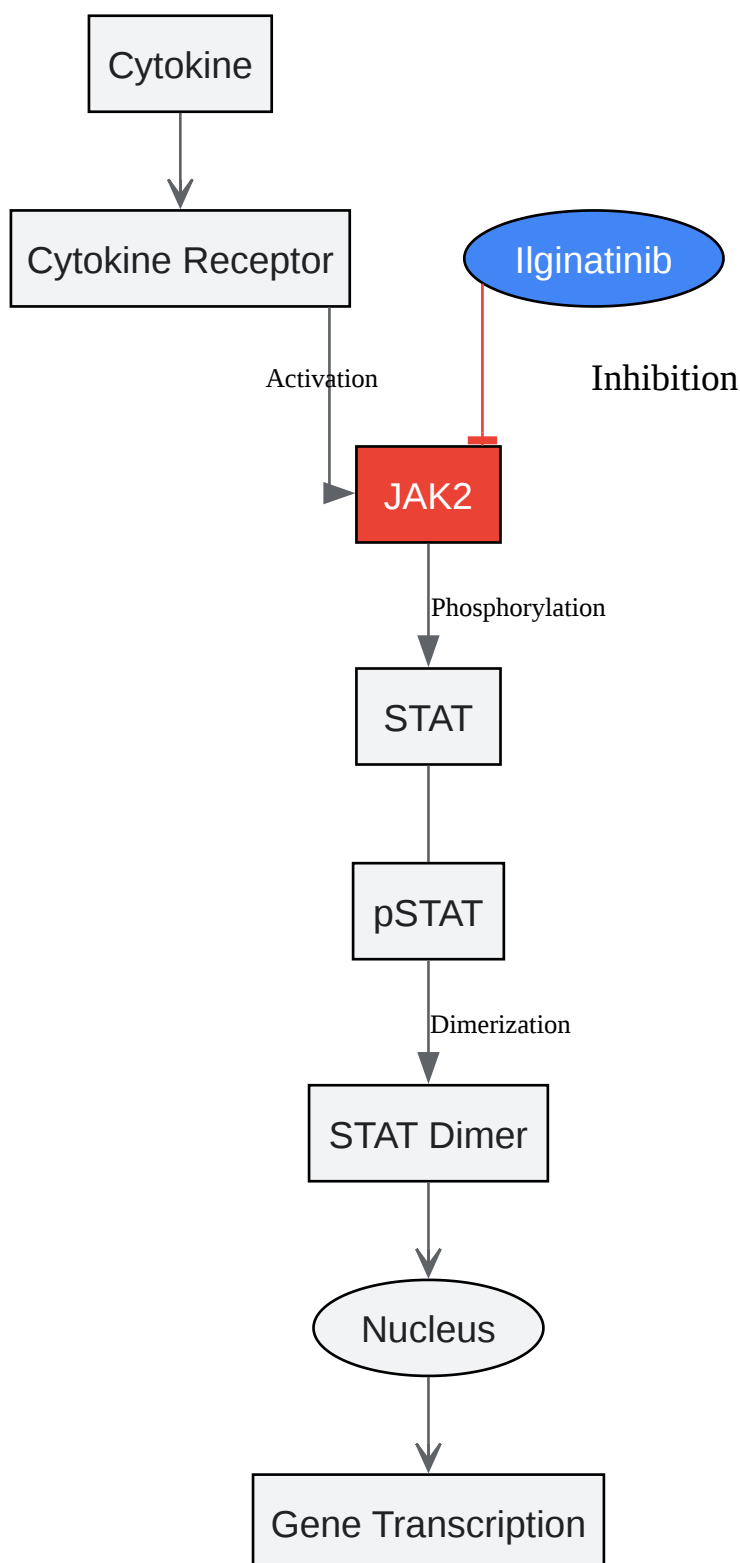 Cytokine
Cytokine Receptor
Ilginatinib
Activation
Inhibition
JAK2
Phosphorylation
STAT
pSTAT
Dimerization
STAT Dimer
Nucleus
Gene Transcription